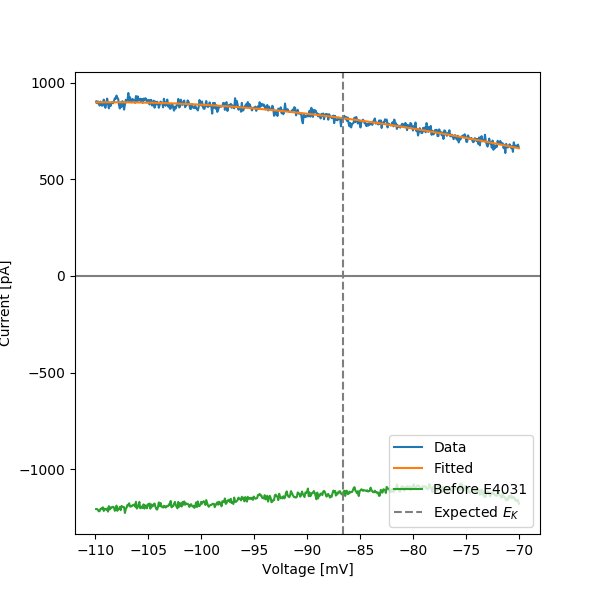 1000
500
0
−500
−1000
Current [pA]
−110
−105
−100
−95
−90
−85
−80
−75
−70
Voltage [mV]
Data
Fitted
Before E4031
Expected $E_K$